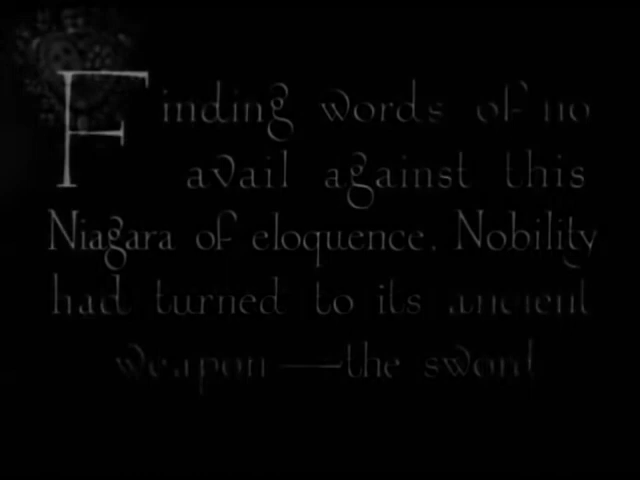 Finding words of no
avail against this
Niagara of eloquence. Nobility
had turned to its ancient
weapon—the sword